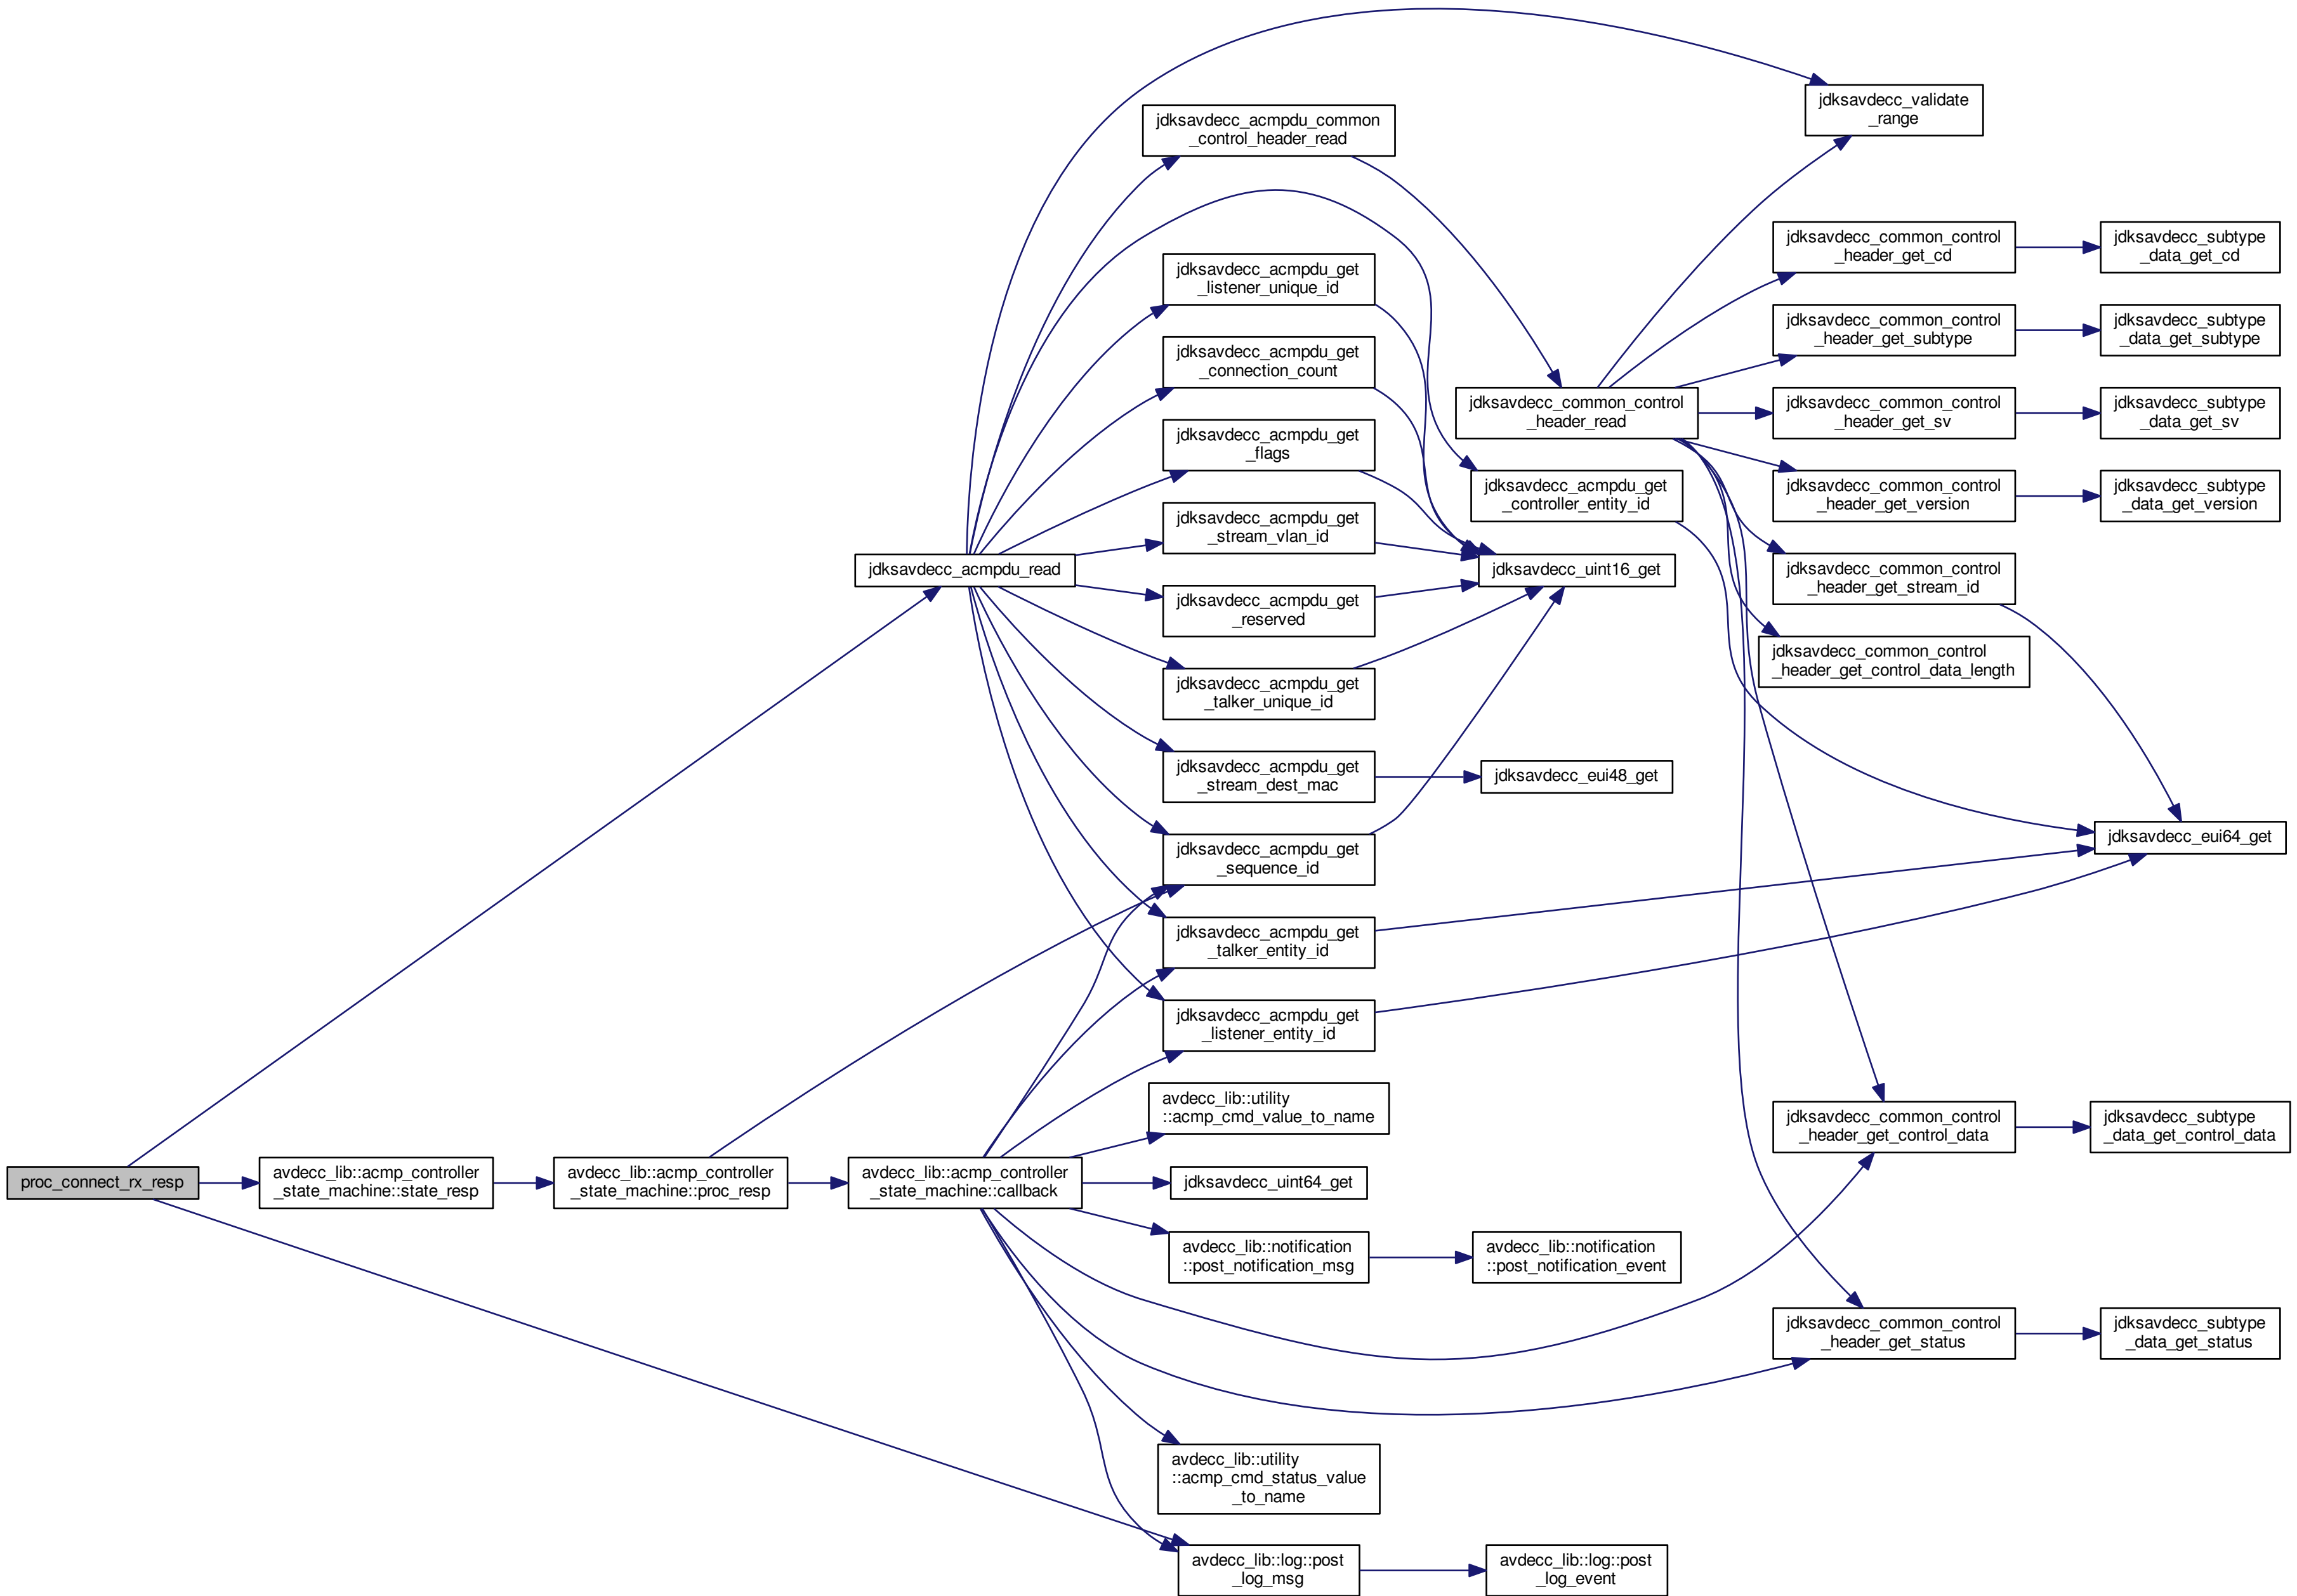 proc_connect_rx_resp
avdecc_lib::acmp_controller
_state_machine::state_resp
avdecc_lib::acmp_controller
_state_machine::proc_resp
jdksavdecc_acmpdu_read
avdecc_lib::acmp_controller
_state_machine::callback
jdksavdecc_acmpdu_common
_control_header_read
jdksavdecc_acmpdu_get
_listener_unique_id
jdksavdecc_acmpdu_get
_connection_count
jdksavdecc_acmpdu_get
_flags
jdksavdecc_acmpdu_get
_stream_vlan_id
jdksavdecc_acmpdu_get
_reserved
jdksavdecc_acmpdu_get
_talker_unique_id
jdksavdecc_acmpdu_get
_stream_dest_mac
jdksavdecc_acmpdu_get
_sequence_id
jdksavdecc_acmpdu_get
_talker_entity_id
jdksavdecc_acmpdu_get
_listener_entity_id
avdecc_lib::utility
::acmp_cmd_value_to_name
jdksavdecc_uint64_get
avdecc_lib::notification
::post_notification_msg
avdecc_lib::utility
::acmp_cmd_status_value
_to_name
avdecc_lib::log::post
_log_msg
jdksavdecc_common_control
_header_read
jdksavdecc_acmpdu_get
_controller_entity_id
jdksavdecc_uint16_get
jdksavdecc_eui48_get
avdecc_lib::notification
::post_notification_event
avdecc_lib::log::post
_log_event
jdksavdecc_validate
_range
jdksavdecc_common_control
_header_get_cd
jdksavdecc_common_control
_header_get_subtype
jdksavdecc_common_control
_header_get_sv
jdksavdecc_common_control
_header_get_version
jdksavdecc_common_control
_header_get_stream_id
jdksavdecc_common_control
_header_get_control_data_length
jdksavdecc_common_control
_header_get_control_data
jdksavdecc_common_control
_header_get_status
jdksavdecc_subtype
_data_get_cd
jdksavdecc_subtype
_data_get_subtype
jdksavdecc_subtype
_data_get_sv
jdksavdecc_subtype
_data_get_version
jdksavdecc_eui64_get
jdksavdecc_subtype
_data_get_control_data
jdksavdecc_subtype
_data_get_status